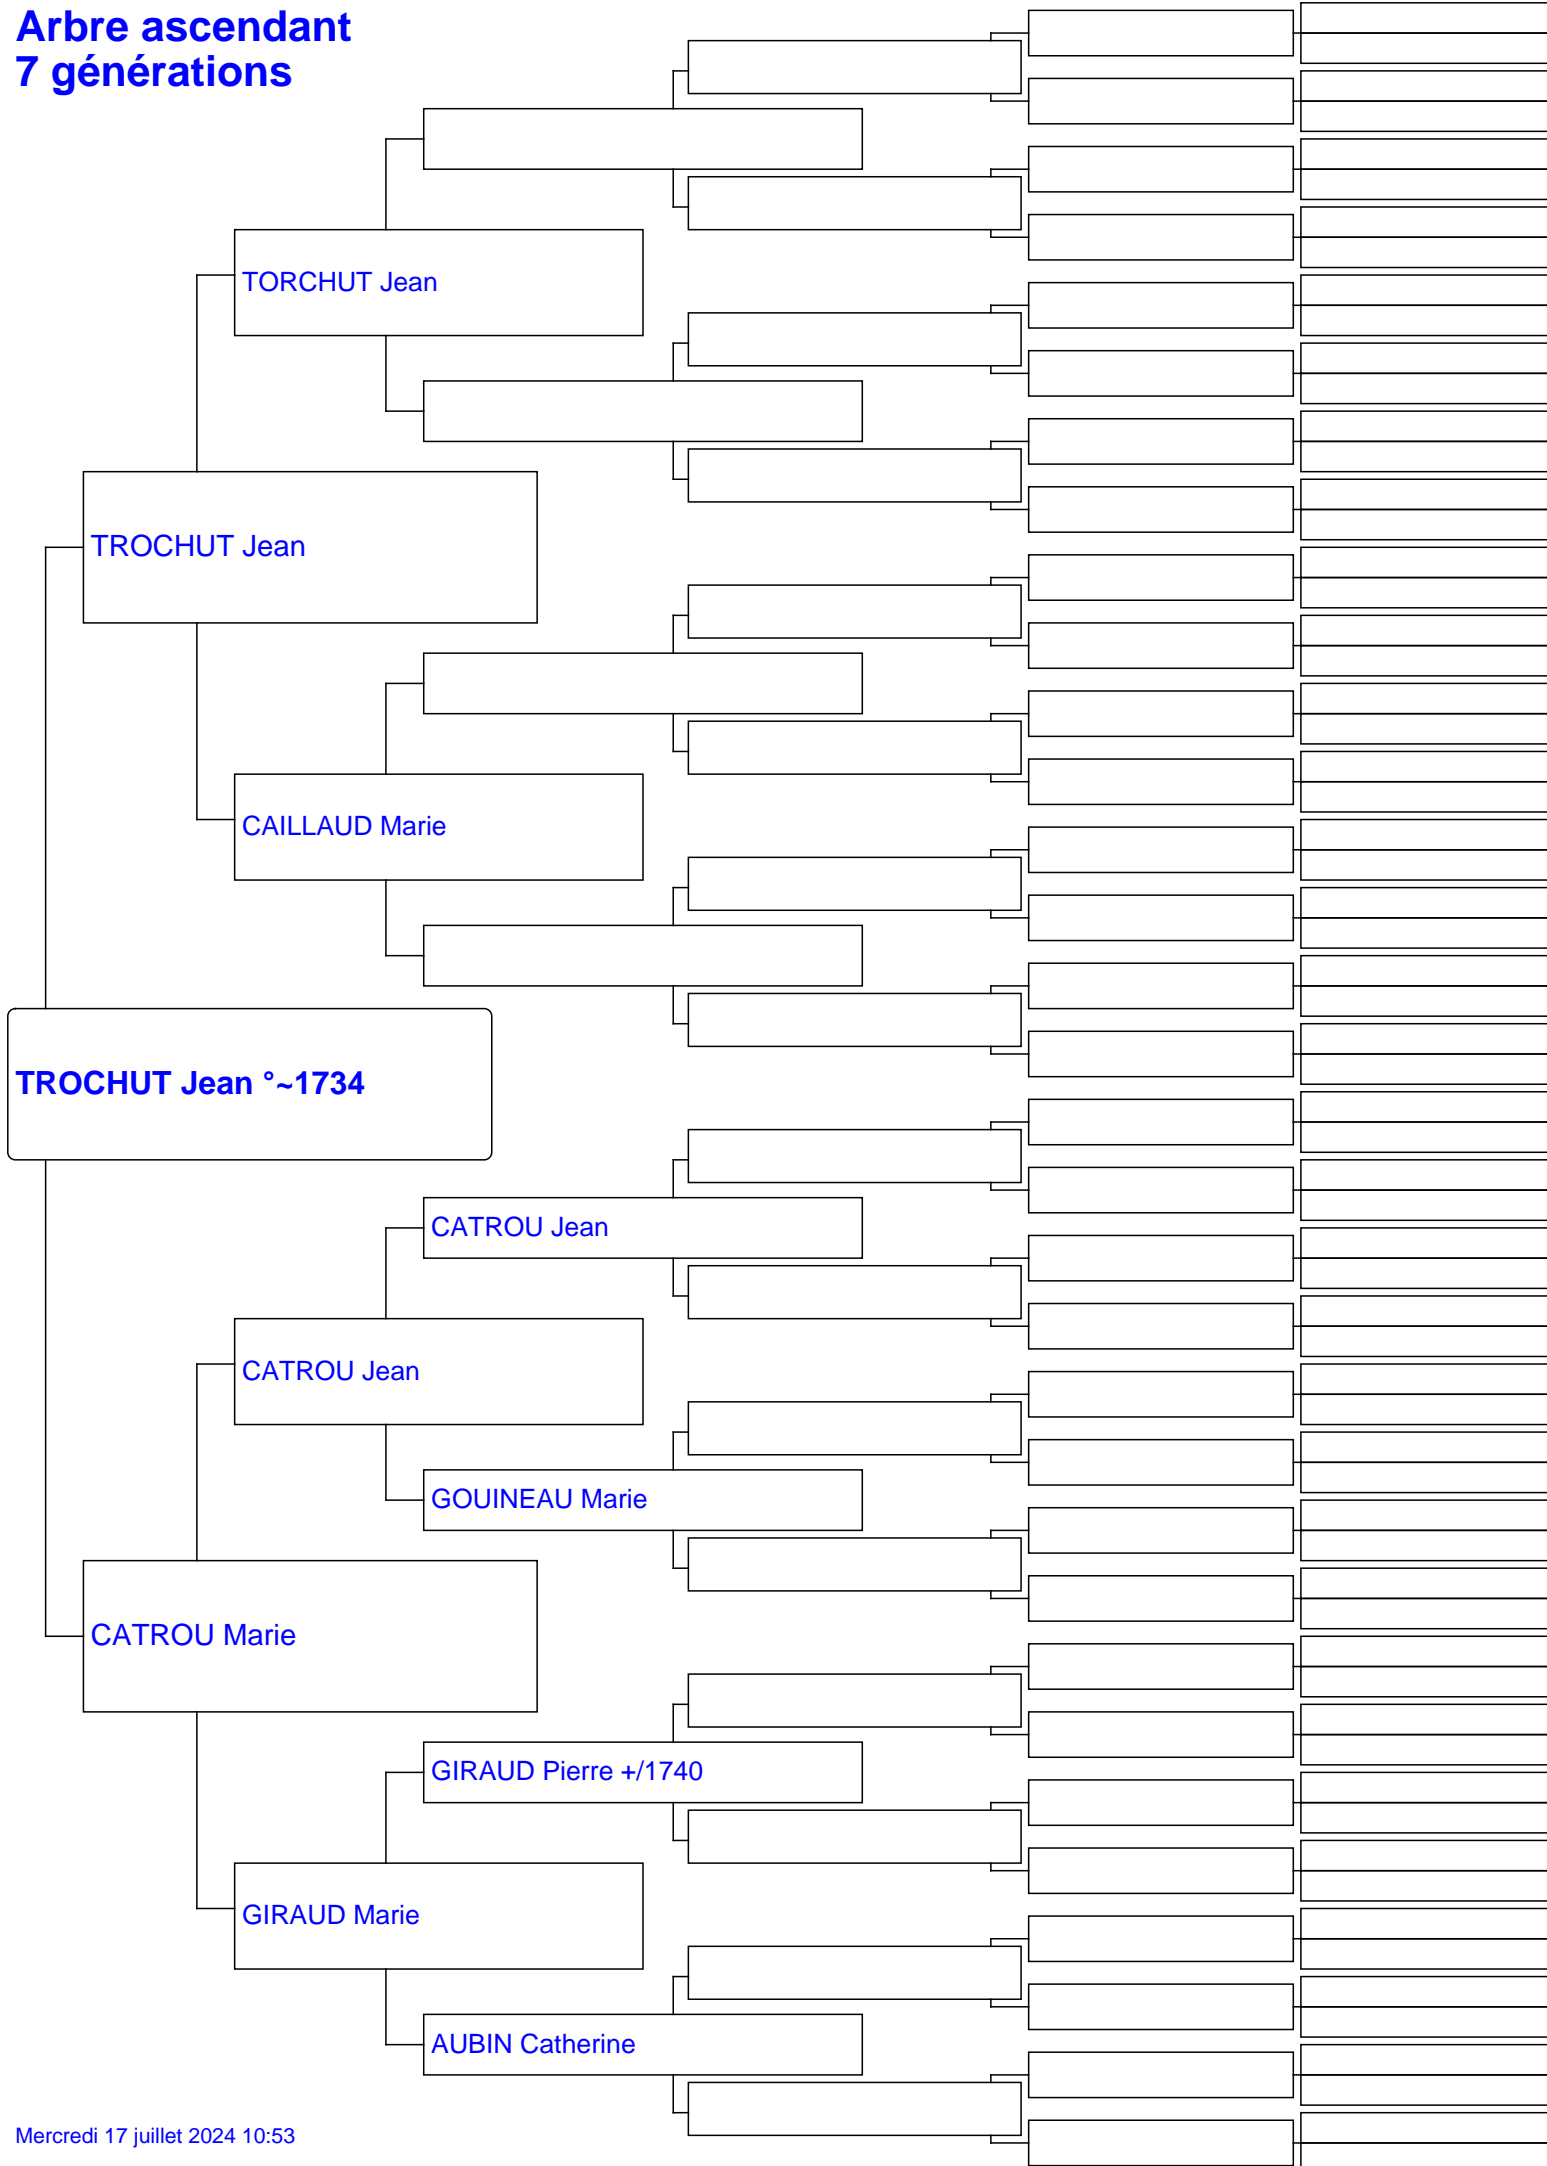 Arbre ascendant
7 générations
TORCHUT Jean
TROCHUT Jean
CAILLAUD Marie
TROCHUT Jean °~1734
CATROU Jean
CATROU Jean
GOUINEAU Marie
CATROU Marie
GIRAUD Pierre +/1740
GIRAUD Marie
AUBIN Catherine
Mercredi 17 juillet 2024 10:53